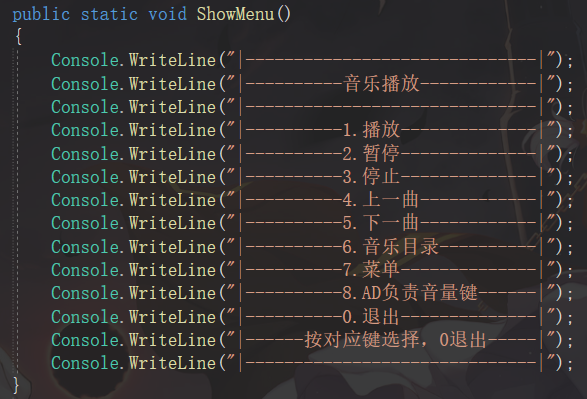 public static void ShowMenu()
{
Console.WriteLine("|------------------------------|");
Console.WriteLine("|----------音乐播放------------|");
Console.WriteLine("|------------------------------|");
Console.WriteLine("|----------1.播放--------------|");
Console.WriteLine("|----------2.暂停--------------|");
Console.WriteLine("|----------3.停止--------------|");
Console.WriteLine("|----------4.上一曲------------|");
Console.WriteLine("|----------5.下一曲------------|");
Console.WriteLine("|----------6.音乐目录----------|");
Console.WriteLine("|----------7.菜单--------------|");
Console.WriteLine("|----------8.AD负责音量键------|");
Console.WriteLine("|----------0.退出--------------|");
Console.WriteLine("|------按对应键选择，0退出-----|");
Console.WriteLine("|------------------------------|");
}